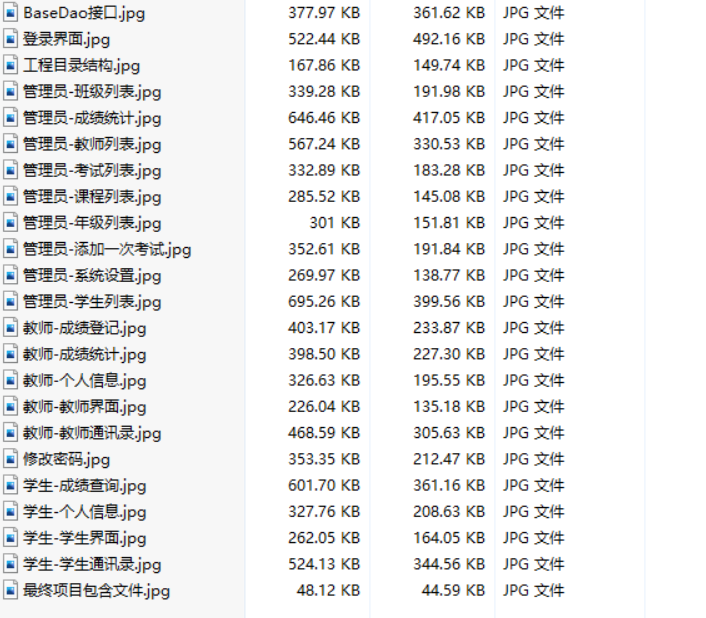 BaseDao接口.jpg 377.97 KB 361.62 KB JPG 文件
登录界面.jpg 522.44 KB 492.16 KB JPG 文件
工程目录结构.jpg 167.86 KB 149.74 KB JPG 文件
管理员-班级列表.jpg 339.28 KB 191.98 KB JPG 文件
管理员-成绩统计.jpg 646.46 KB 417.05 KB JPG 文件
管理员-教师列表.jpg 567.24 KB 330.53 KB JPG 文件
管理员-考试列表.jpg 332.89 KB 183.28 KB JPG 文件
管理员-课程列表.jpg 285.52 KB 145.08 KB JPG 文件
管理员-年级列表.jpg 301 KB 151.81 KB JPG 文件
管理员-添加一次考试.jpg 352.61 KB 191.84 KB JPG 文件
管理员-系统设置.jpg 269.97 KB 138.77 KB JPG 文件
管理员-学生列表.jpg 695.26 KB 399.56 KB JPG 文件
教师-成绩登记.jpg 403.17 KB 233.87 KB JPG 文件
教师-成绩统计.jpg 398.50 KB 227.30 KB JPG 文件
教师-个人信息.jpg 326.63 KB 195.55 KB JPG 文件
教师-教师界面.jpg 226.04 KB 135.18 KB JPG 文件
教师-教师通讯录.jpg 468.59 KB 305.63 KB JPG 文件
修改密码.jpg 353.35 KB 212.47 KB JPG 文件
学生-成绩查询.jpg 601.70 KB 361.16 KB JPG 文件
学生-个人信息.jpg 327.76 KB 208.63 KB JPG 文件
学生-学生界面.jpg 262.05 KB 164.05 KB JPG 文件
学生-学生通讯录.jpg 524.13 KB 344.56 KB JPG 文件
最终项目包含文件.jpg 48.12 KB 44.59 KB JPG 文件